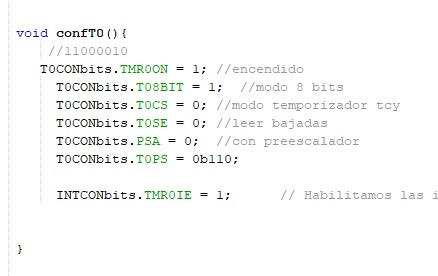 void confT0(){
//11000010
T0CONbits.TMR0ON = 1; //encendido
T0CONbits.T08BIT = 1; //modo 8 bits
T0CONbits.T0CS = 0; //modo temporizador tcy
T0CONbits.T0SE = 0; //leer bajadas
T0CONbits.PSA = 0; //con preescalador
T0CONbits.T0PS = 0b110;
INTCONbits.TMR0IE = 1; // Habilitamos las i
}